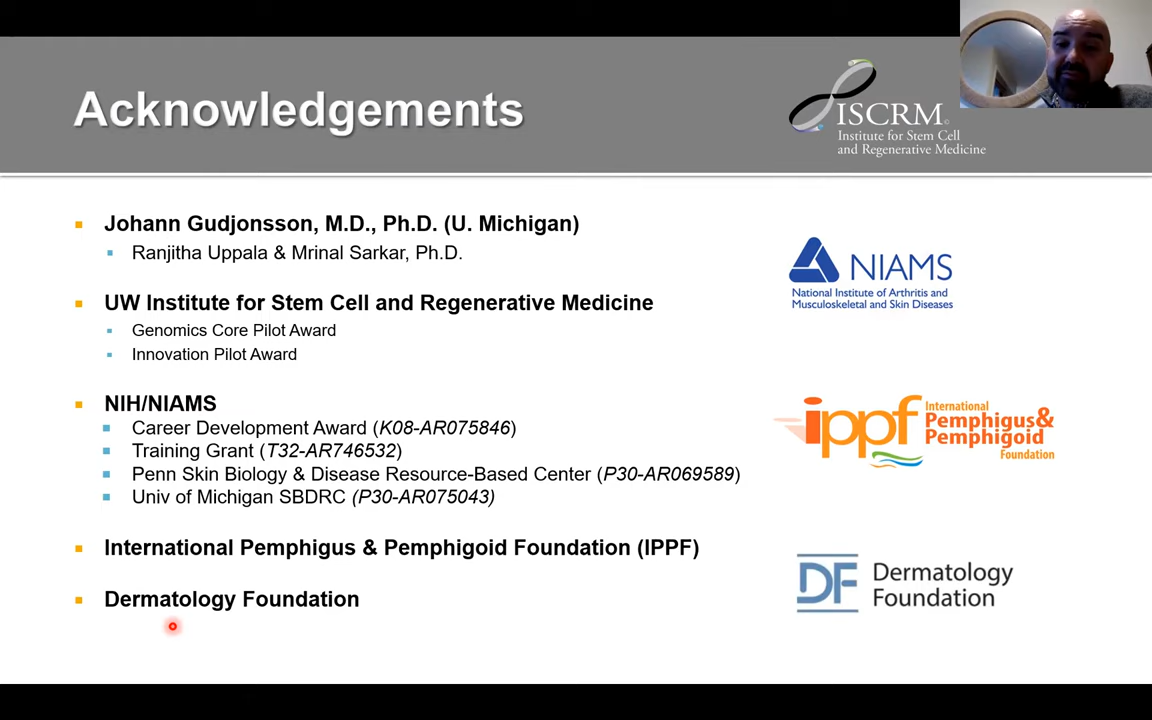 Acknowledgements
ISCRM
Institute for Stem Cell
and Regenerative Medicine
Johann Gudjonsson, M.D., Ph.D. (U. Michigan)
Ranjitha Uppala & Mrinal Sarkar, Ph.D.
UW Institute for Stem Cell and Regenerative Medicine
Genomics Core Pilot Award
Innovation Pilot Award
NIH/NIAMS
Career Development Award (K08-AR075846)
Training Grant (T32-AR746532)
Penn Skin Biology & Disease Resource-Based Center (P30-AR069589)
Univ of Michigan SBDRC (P30-AR075043)
International Pemphigus & Pemphigoid Foundation (IPPF)
Dermatology Foundation
NIAMS
National Institute of Arthritis and
Musculoskeletal and Skin Diseases
ippf
International
Pemphigus&
Pemphigoid
Foundation
DF
Dermatology
Foundation